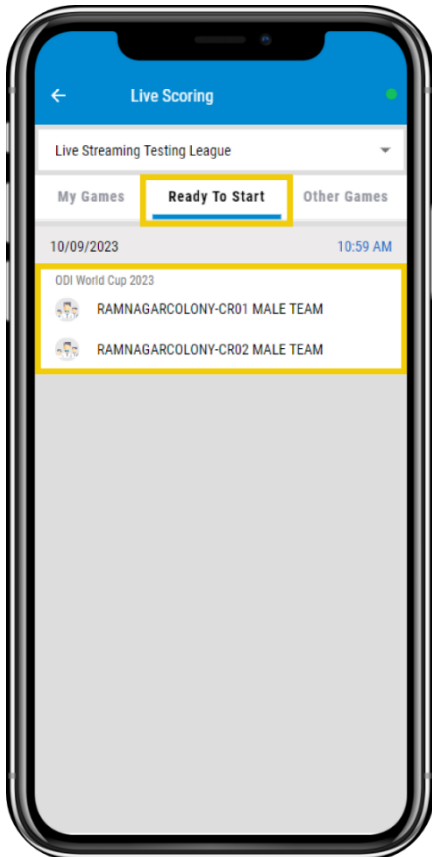 Live Scoring
Live Streaming Testing League
My Games Ready To Start Other Games
10/09/2023 10:59 AM
ODI World Cup 2023
RAMNAGARCOLONY-CR01 MALE TEAM
RAMNAGARCOLONY-CR02 MALE TEAM